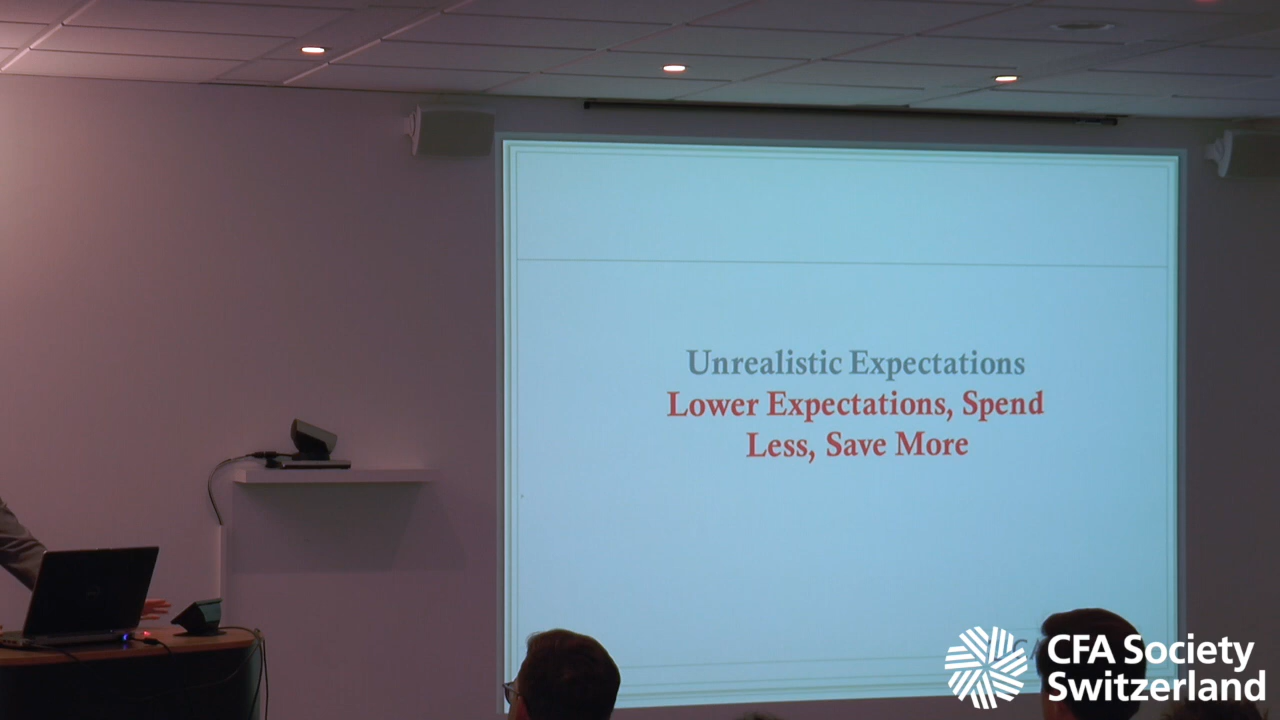 Unrealistic Expectations
Lower Expectations, Spend
Less, Save More
CFA Society
Switzerland